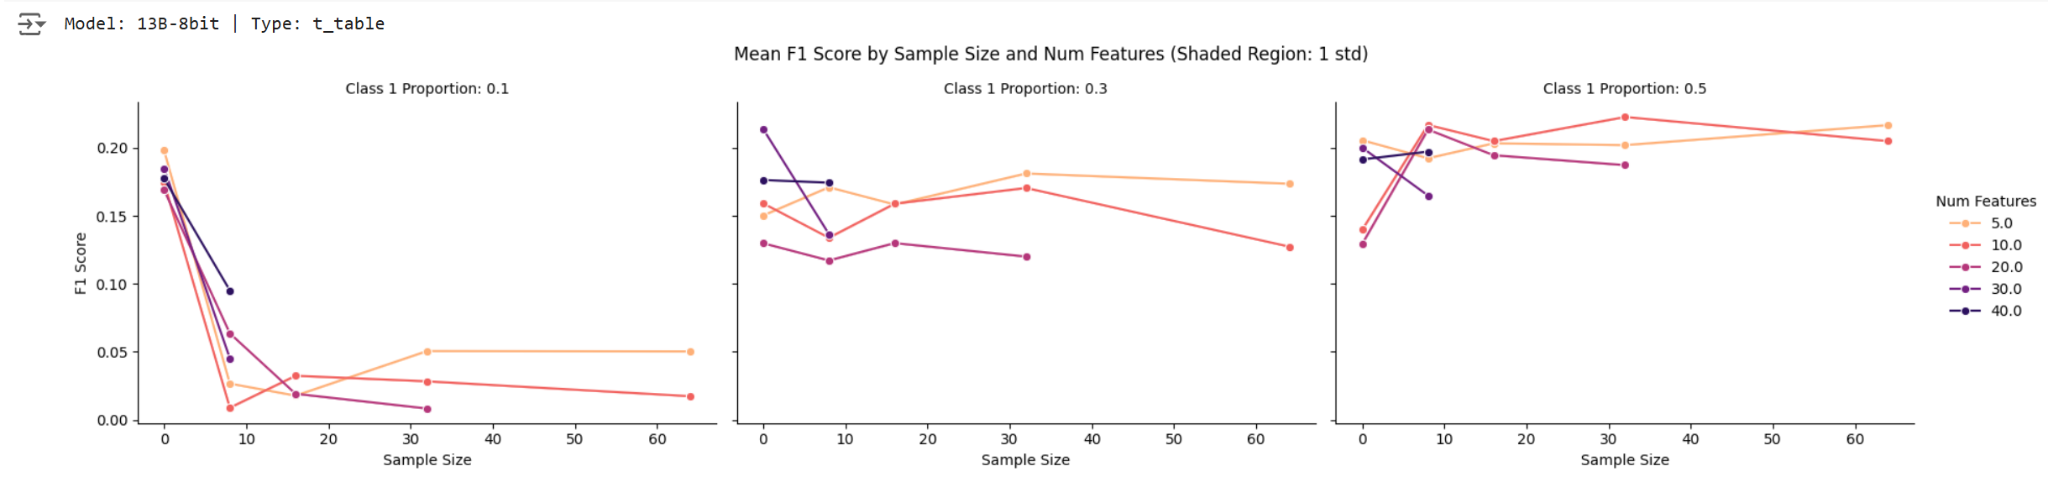 Model: 13B-8bit | Type: t_table
Mean F1 Score by Sample Size and Num Features (Shaded Region: 1 std)
Class 1 Proportion: 0.1
Class 1 Proportion: 0.3
Class 1 Proportion: 0.5
F1 Score
0.20
0.15
0.10
0.05
0.00
0 10 20 30 40 50 60
0 10 20 30 40 50 60
0 10 20 30 40 50 60
Sample Size
Sample Size
Sample Size
Num Features
5.0
10.0
20.0
30.0
40.0